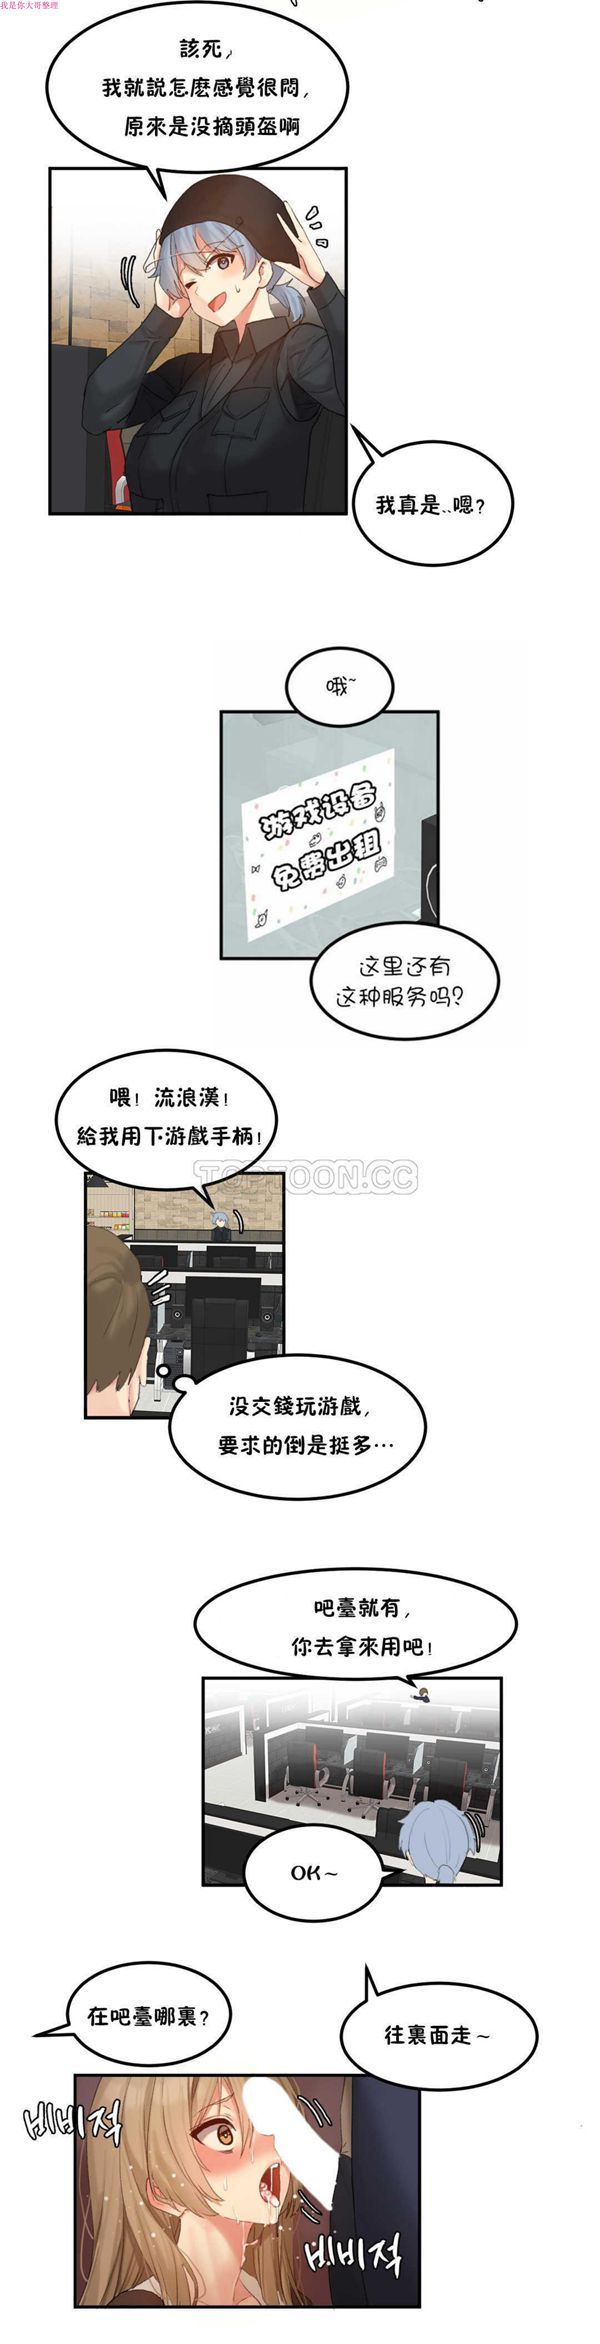 我是你大哥整理
該死，
我就説怎麽感覺很悶，
原來是没摘頭盔啊
我真是..嗯?
哦~
游戏设备
免费出租
这里还有
这种服务吗?
喂! 流浪漢!
給我用下游戲手柄!
TOPTOON.CC
没交錢玩游戲，
要求的倒是挺多…
吧臺就有，
你去拿來用吧!
OK~
在吧臺哪裏?
往裏面走~
비비적
비비적